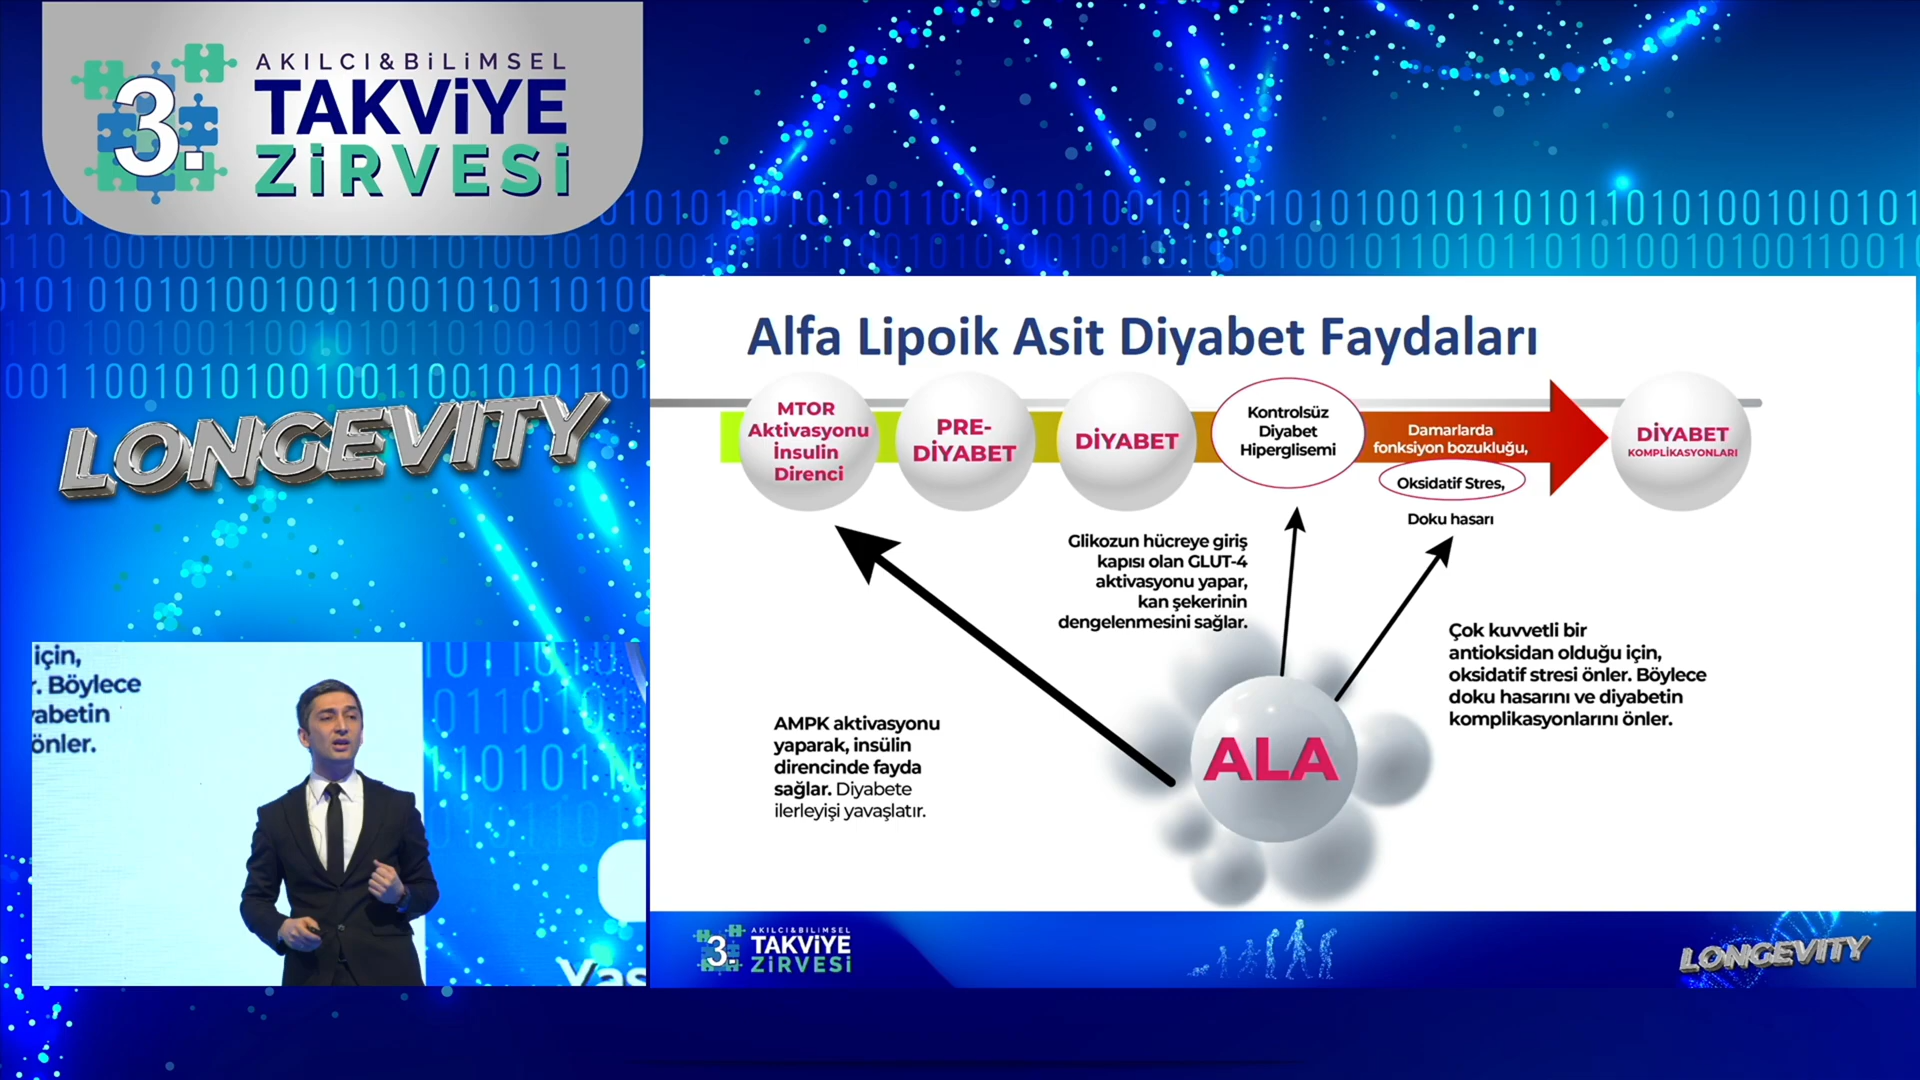 AKILCI&BİLİMSEL
3. TAKVİYE
ZİRVESİ
LONGEVITY
Alfa Lipoik Asit Diyabet Faydaları
MTOR
Aktivasyonu
İnsulin
Direnci
PRE-
DİYABET
DİYABET
Kontrolsüz
Diyabet
Hiperglisemi
Damarlarda
fonksiyon bozukluğu,
Oksidatif Stres,
Doku hasarı
DİYABET
KOMPLİKASYONLARI
Glikozun hücreye giriş
kapısı olan GLUT-4
aktivasyonu yapar,
kan şekerinin
dengelenmesini sağlar.
Çok kuvvetli bir
antioksidan olduğu için,
oksidatif stresi önler. Böylece
doku hasarını ve diyabetin
komplikasyonlarını önler.
AMPK aktivasyonu
yaparak, insülin
direncinde fayda
sağlar. Diyabete
ilerleyişi yavaşlatır.
ALA
için,
. Böylece
yabetin
önler.
Yas
AKILCI&BİLİMSEL
3. TAKVİYE
ZİRVESİ
LONGEVITY